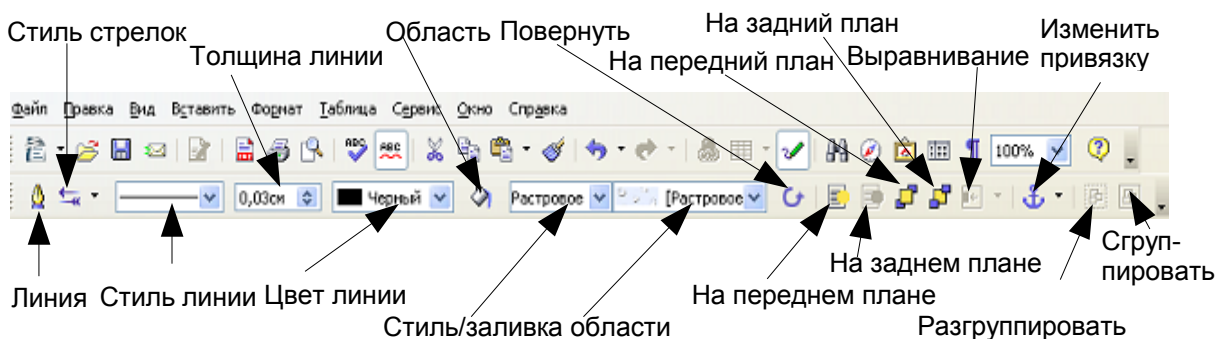 На задний план
Изменить
Стиль стрелок
Область
Повернуть
Толщина линии
На передний план
Выравнивание
привязку
Файл Правка Вид Вставить Формат Таблица Сервис Окно Справка
ABC
ABC
100%
0,03см
Черный
Растровое
[Растровое
Сгруп-
пировать
На заднем плане
Линия
Стиль линии
Цвет линии
На переднем плане
Стиль/заливка области
Разгруппировать